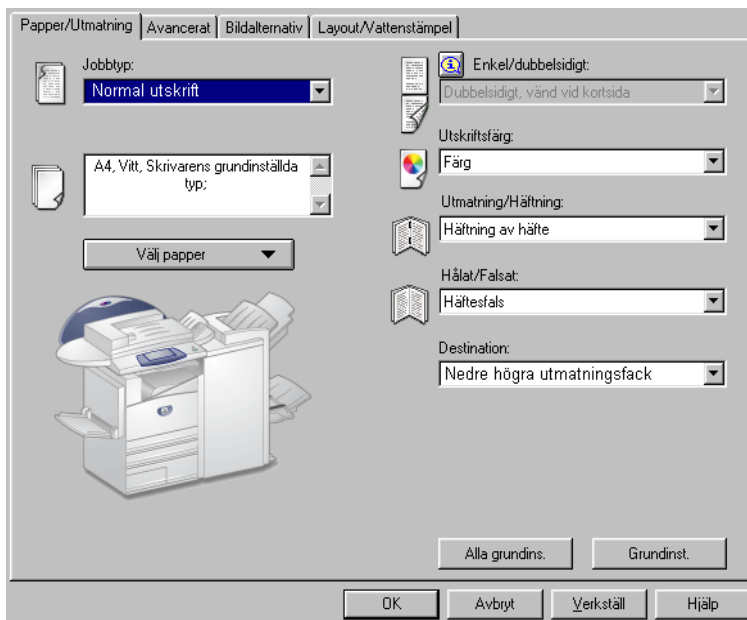 Papper/Utmatning Avancerat Bildalternativ Layout/Vattenstämpel
Jobbtyp:
Normal utskrift
A4, Vitt, Skrivarens grundinställda
typ;
Välj papper
Enkel/dubbelsidigt:
Dubbelsidigt, vänd vid kortsida
Utskriftsfärg:
Färg
Utmatning/Häftning:
Häftning av häfte
Hålat/Falsat:
Häftesfals
Destination:
Nedre högra utmatningsfack
Alla grundins. Grundinst.
OK Avbryt Verkställ Hjälp